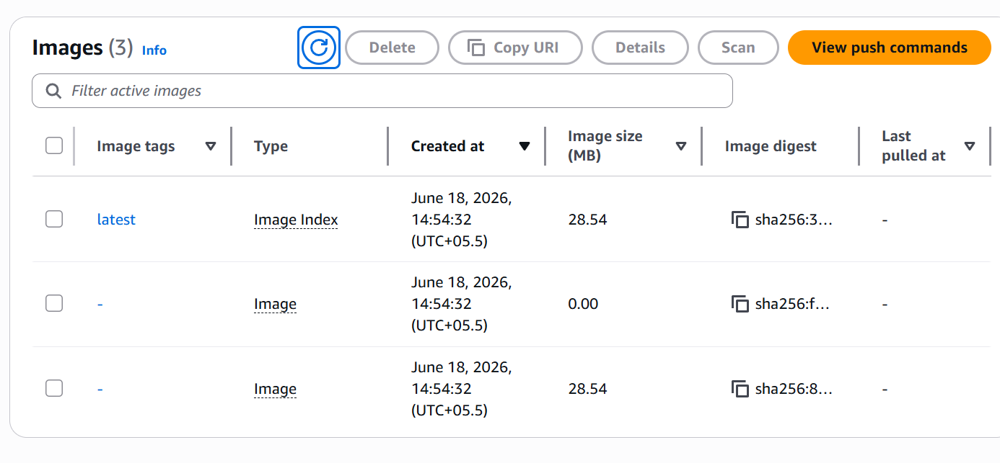 Images (3) Info Delete Copy URI Details Scan View push commands
Filter active images
Image tags Type Created at Image size (MB) Image digest Last pulled at
latest Image Index June 18, 2026, 14:54:32 (UTC+05.5) 28.54 sha256:3... -
- Image June 18, 2026, 14:54:32 (UTC+05.5) 0.00 sha256:f... -
- Image June 18, 2026, 14:54:32 (UTC+05.5) 28.54 sha256:8... -